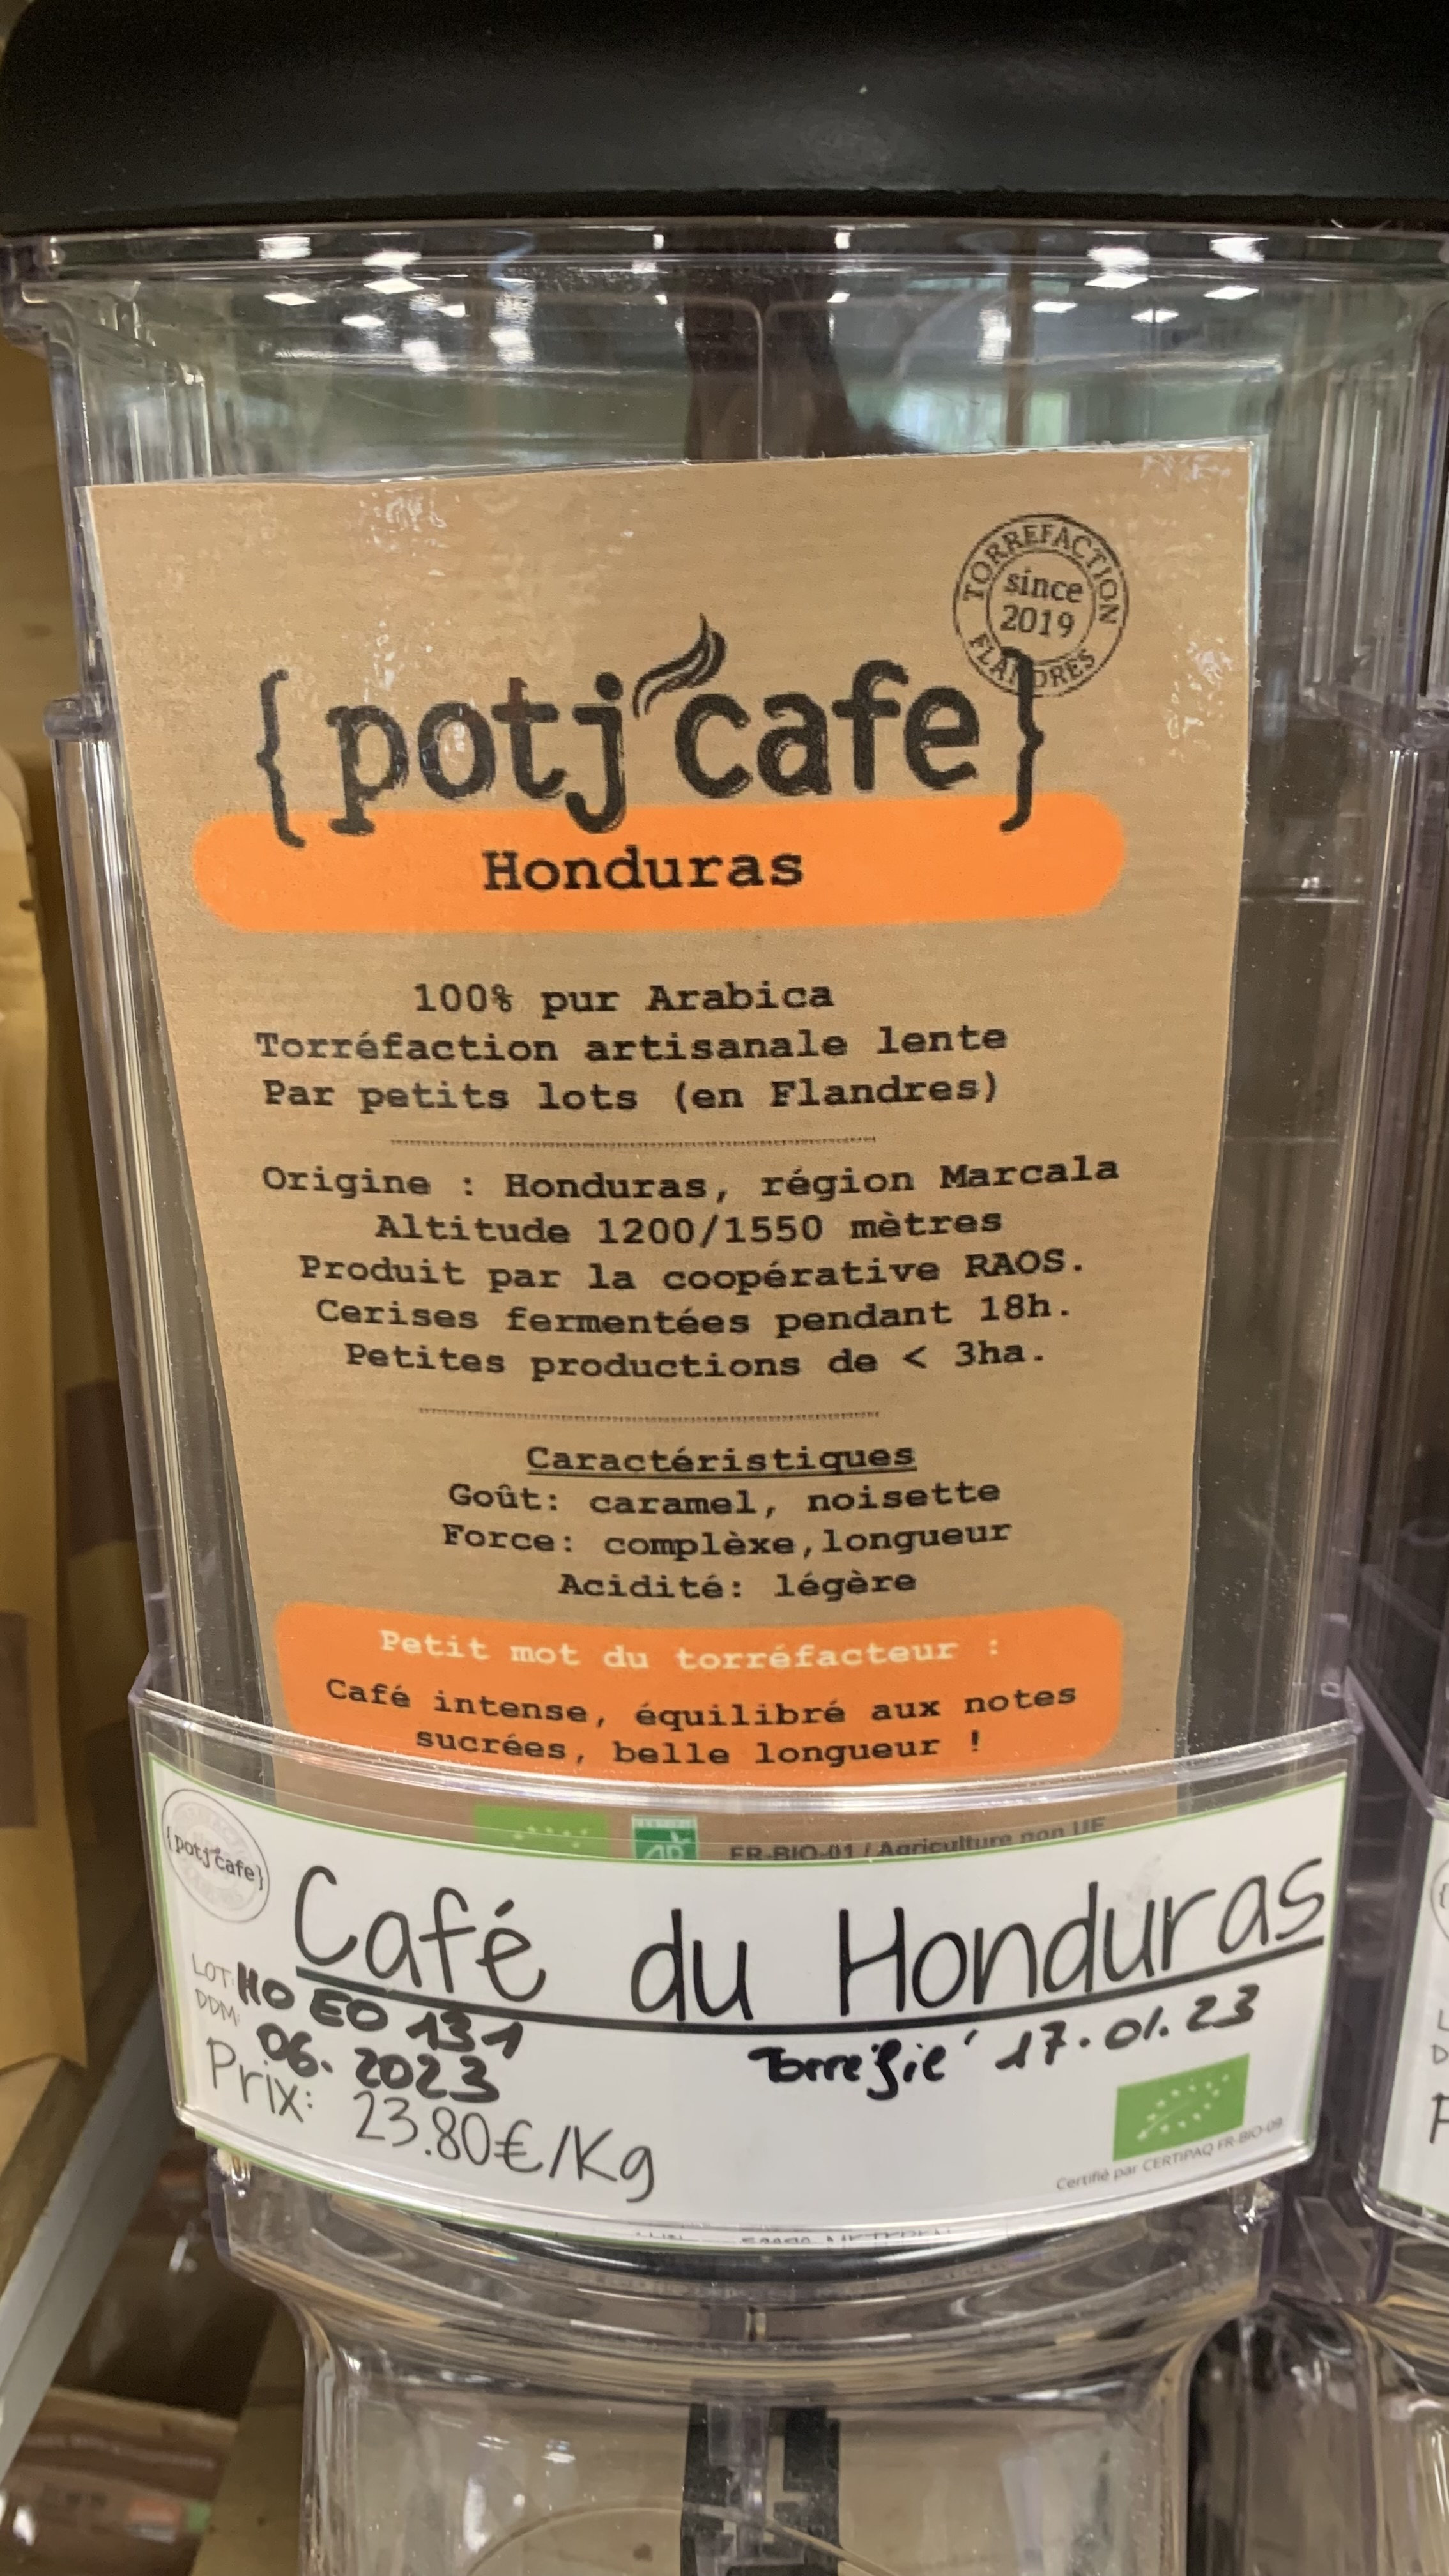 TORREFACTION
since
2019
FLANDRES
{potj'cafe}
Honduras
100% pur Arabica
Torréfaction artisanale lente
Par petits lots (en Flandres)
Origine : Honduras, région Marcala
Altitude 1200/1550 mètres
Produit par la coopérative RAOS.
Cerises fermentées pendant 18h.
Petites productions de < 3ha.
Caractéristiques
Goût: caramel, noisette
Force: complèxe,longueur
Acidité: légère
Petit mot du torréfacteur :
Café intense, équilibré aux notes
sucrées, belle longueur !
FR-BIO-01 / Agriculture non UE
{potj'cafe}
Café du Honduras
LOT: HO EO 131
DDM: 06. 2023
Torréfié 17.01.23
Prix: 23.80€/Kg
Certifié par CERTIPAQ FR-BIO-09